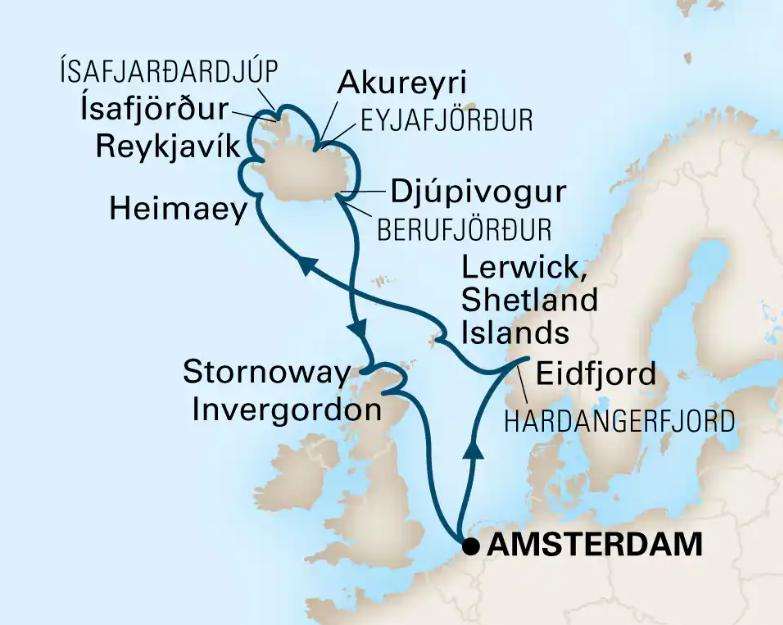 ÍSAFJARÐARDJÚP
Akureyri
Ísafjörður
EYJAFJÖRÐUR
Reykjavík
Djúpivogur
Heimaey
BERUFJÖRÐUR
Lerwick,
Shetland
Islands
Stornoway
Eidfjord
Invergordon
HARDANGERFJORD
AMSTERDAM